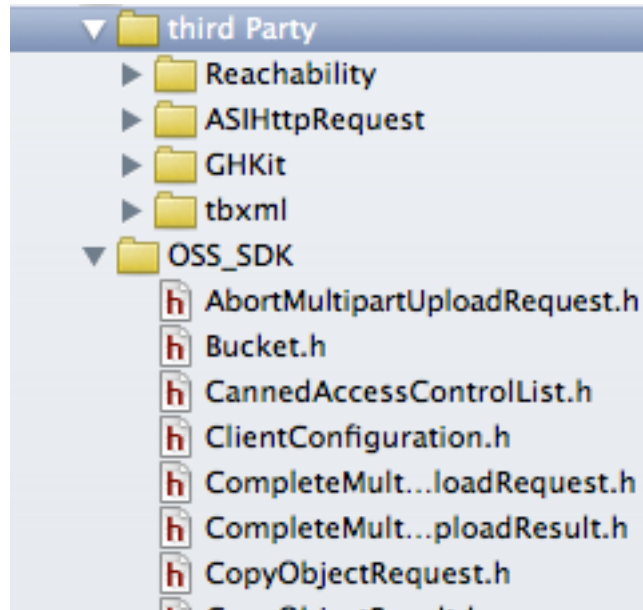 third Party
Reachability
ASIHttpRequest
GHKit
tbxml
OSS_SDK
h AbortMultipartUploadRequest.h
h Bucket.h
h CannedAccessControlList.h
h ClientConfiguration.h
h CompleteMult...loadRequest.h
h CompleteMult...ploadResult.h
h CopyObjectRequest.h